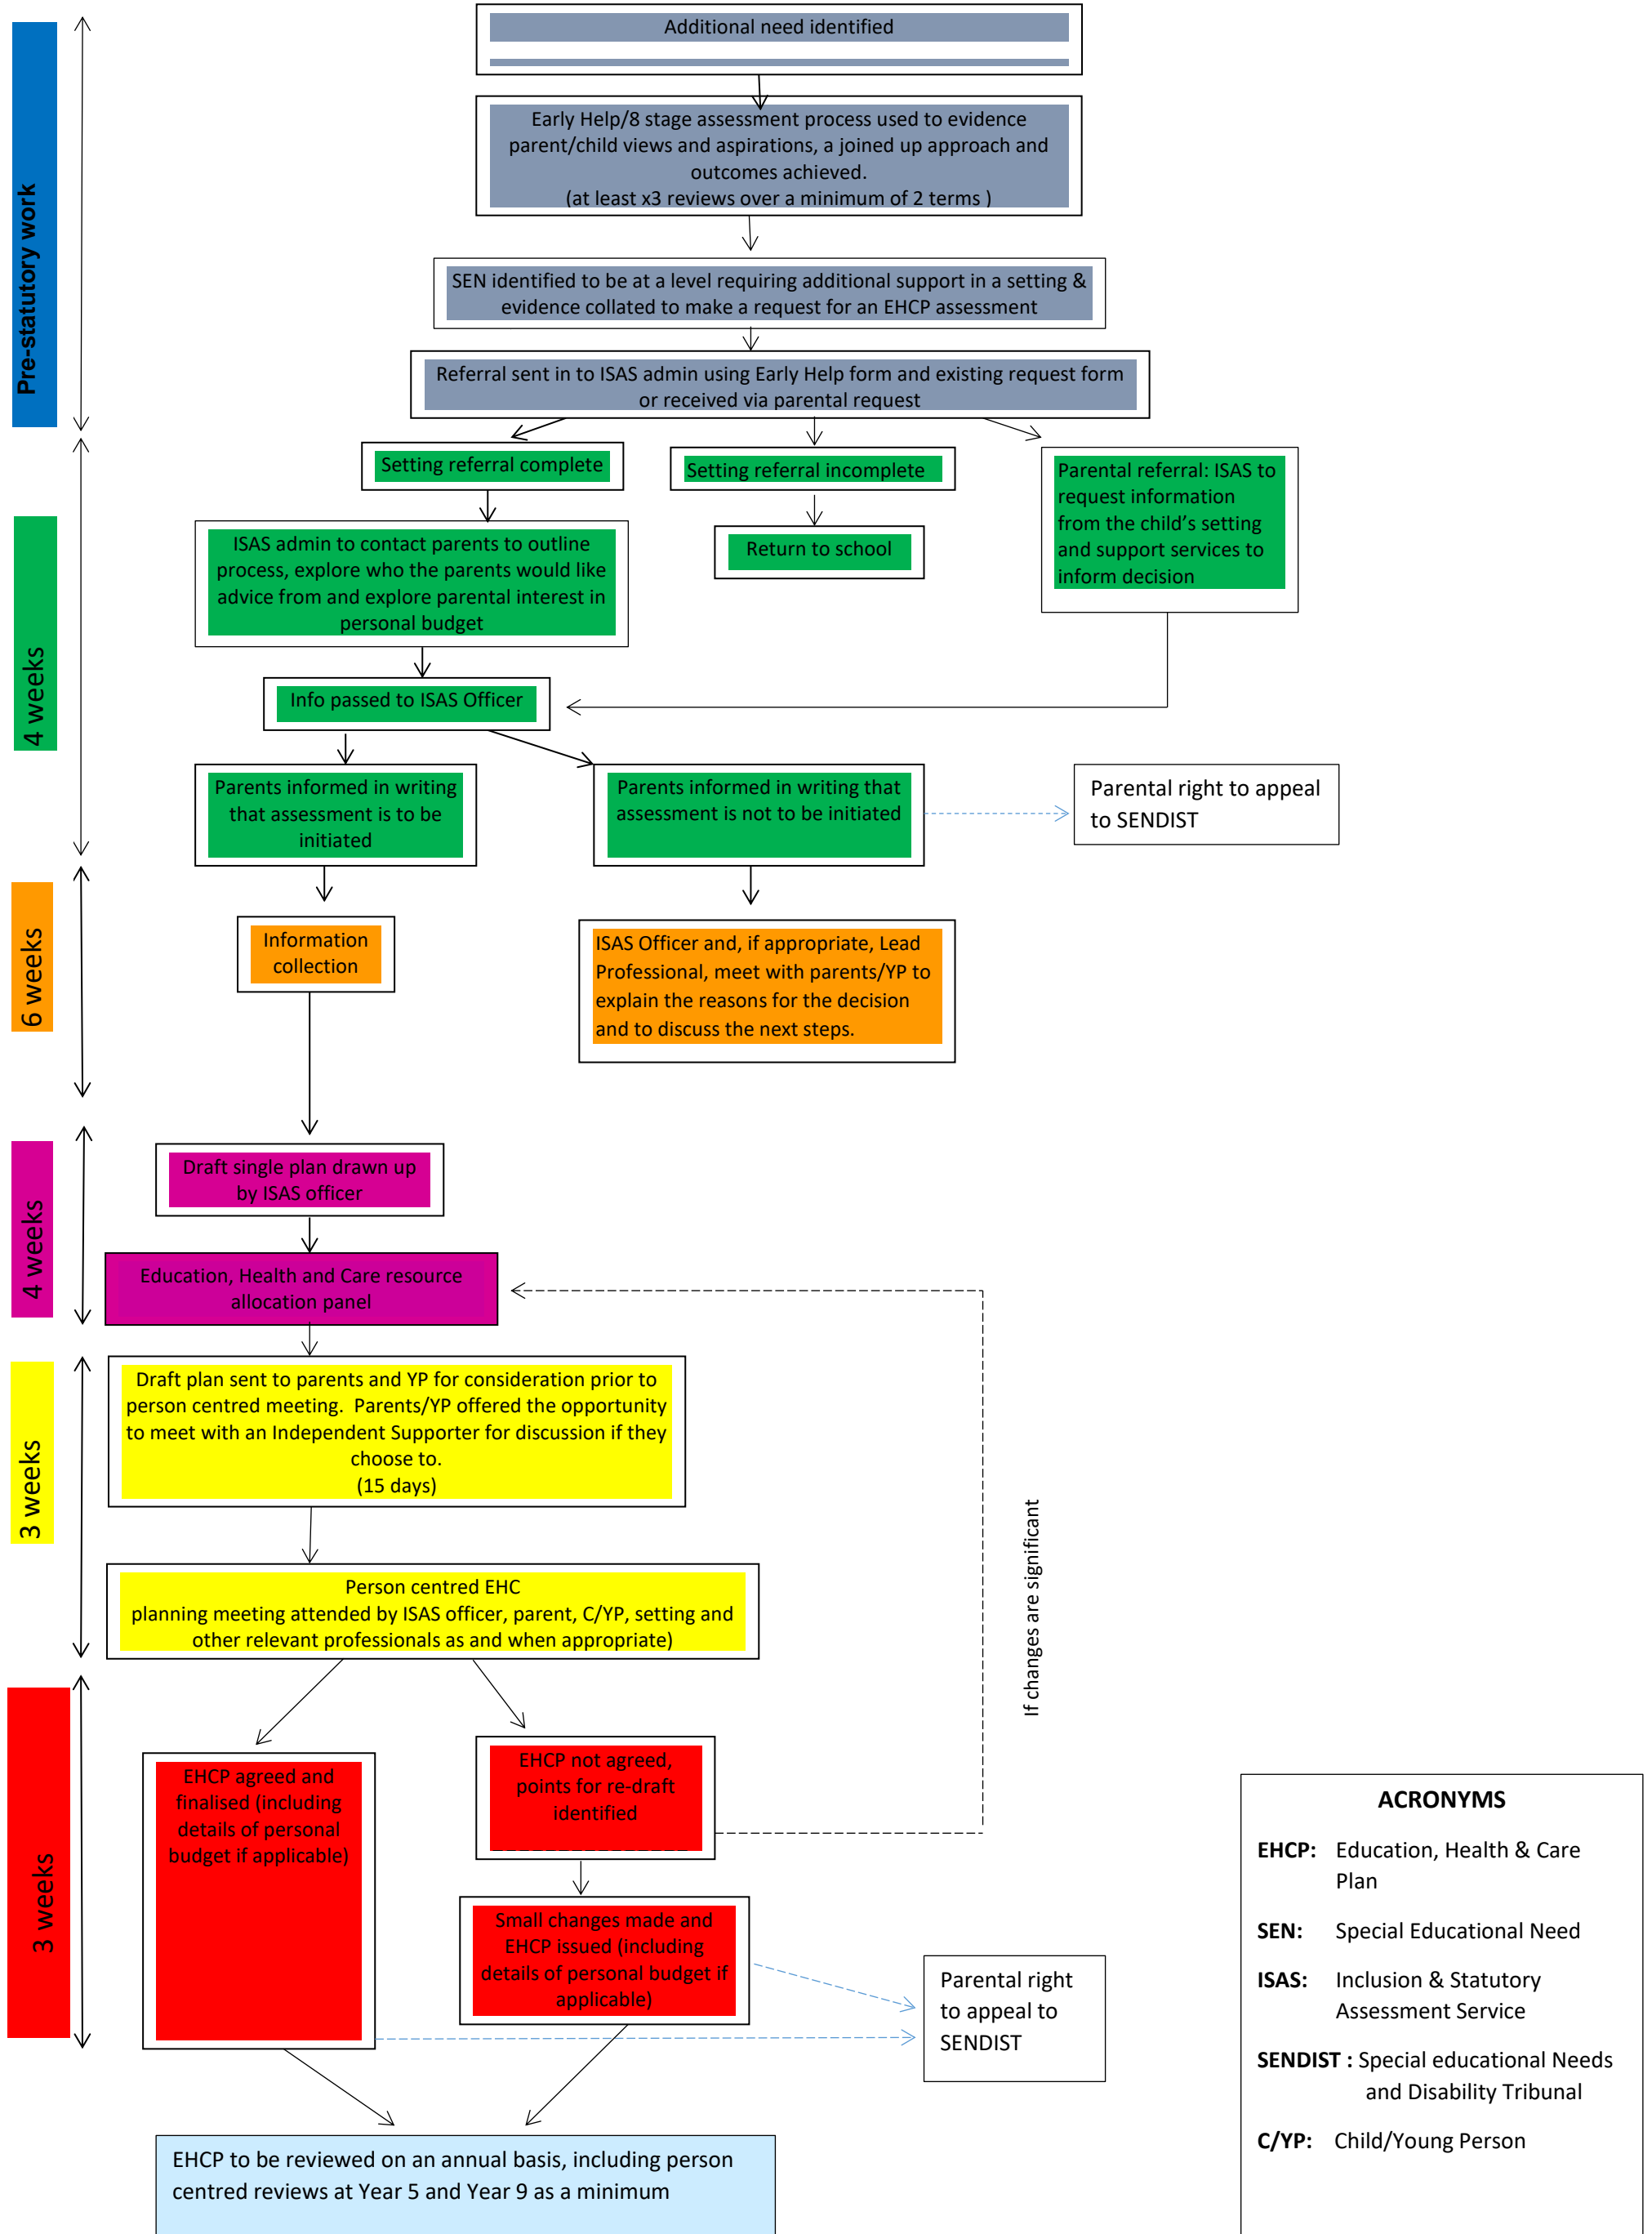 Additional need identified
Early Help/8 stage assessment process used to evidence
parent/child views and aspirations, a joined up approach and
outcomes achieved.
(at least x3 reviews over a minimum of 2 terms )
Pre-statutory work
SEN identified to be at a level requiring additional support in a setting &
evidence collated to make a request for an EHCP assessment
Referral sent in to ISAS admin using Early Help form and existing request form
or received via parental request
Setting referral complete
Setting referral incomplete
Parental referral: ISAS to
request information
from the child’s setting
and support services to
inform decision
ISAS admin to contact parents to outline
process, explore who the parents would like
advice from and explore parental interest in
personal budget
Return to school
4 weeks
Info passed to ISAS Officer
Parents informed in writing
that assessment is to be
initiated
Parents informed in writing that
assessment is not to be initiated
Parental right to appeal
to SENDIST
6 weeks
Information
collection
ISAS Officer and, if appropriate, Lead
Professional, meet with parents/YP to
explain the reasons for the decision
and to discuss the next steps.
4 weeks
Draft single plan drawn up
by ISAS officer
Education, Health and Care resource
allocation panel
3 weeks
Draft plan sent to parents and YP for consideration prior to
person centred meeting.  Parents/YP offered the opportunity
to meet with an Independent Supporter for discussion if they
choose to.
(15 days)
If changes are significant
Person centred EHC
planning meeting attended by ISAS officer, parent, C/YP, setting and
other relevant professionals as and when appropriate)
3 weeks
EHCP agreed and
finalised (including
details of personal
budget if applicable)
EHCP not agreed,
points for re-draft
identified
Small changes made and
EHCP issued (including
details of personal budget if
applicable)
Parental right
to appeal to
SENDIST
EHCP to be reviewed on an annual basis, including person
centred reviews at Year 5 and Year 9 as a minimum
ACRONYMS
EHCP: Education, Health & Care
Plan
SEN: Special Educational Need
ISAS: Inclusion & Statutory
Assessment Service
SENDIST : Special educational Needs
and Disability Tribunal
C/YP: Child/Young Person